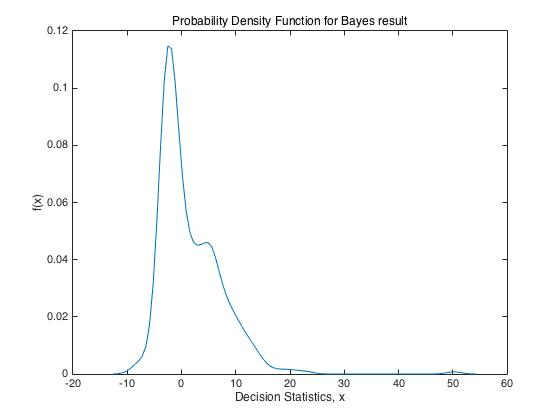 Probability Density Function for Bayes result
0.12
0.1
0.08
0.06
0.04
0.02
0
f(x)
-20 -10 0 10 20 30 40 50 60
Decision Statistics, x